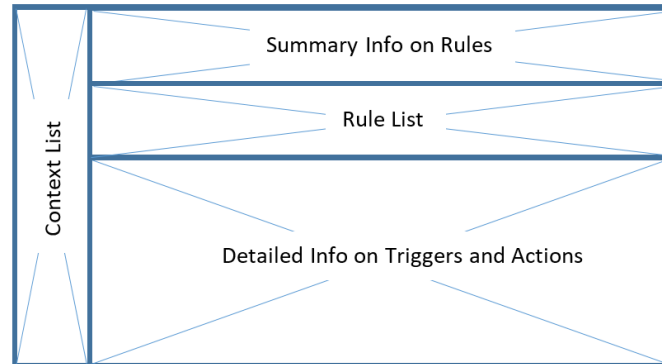 Summary Info on Rules
Rule List
Context List
Detailed Info on Triggers and Actions